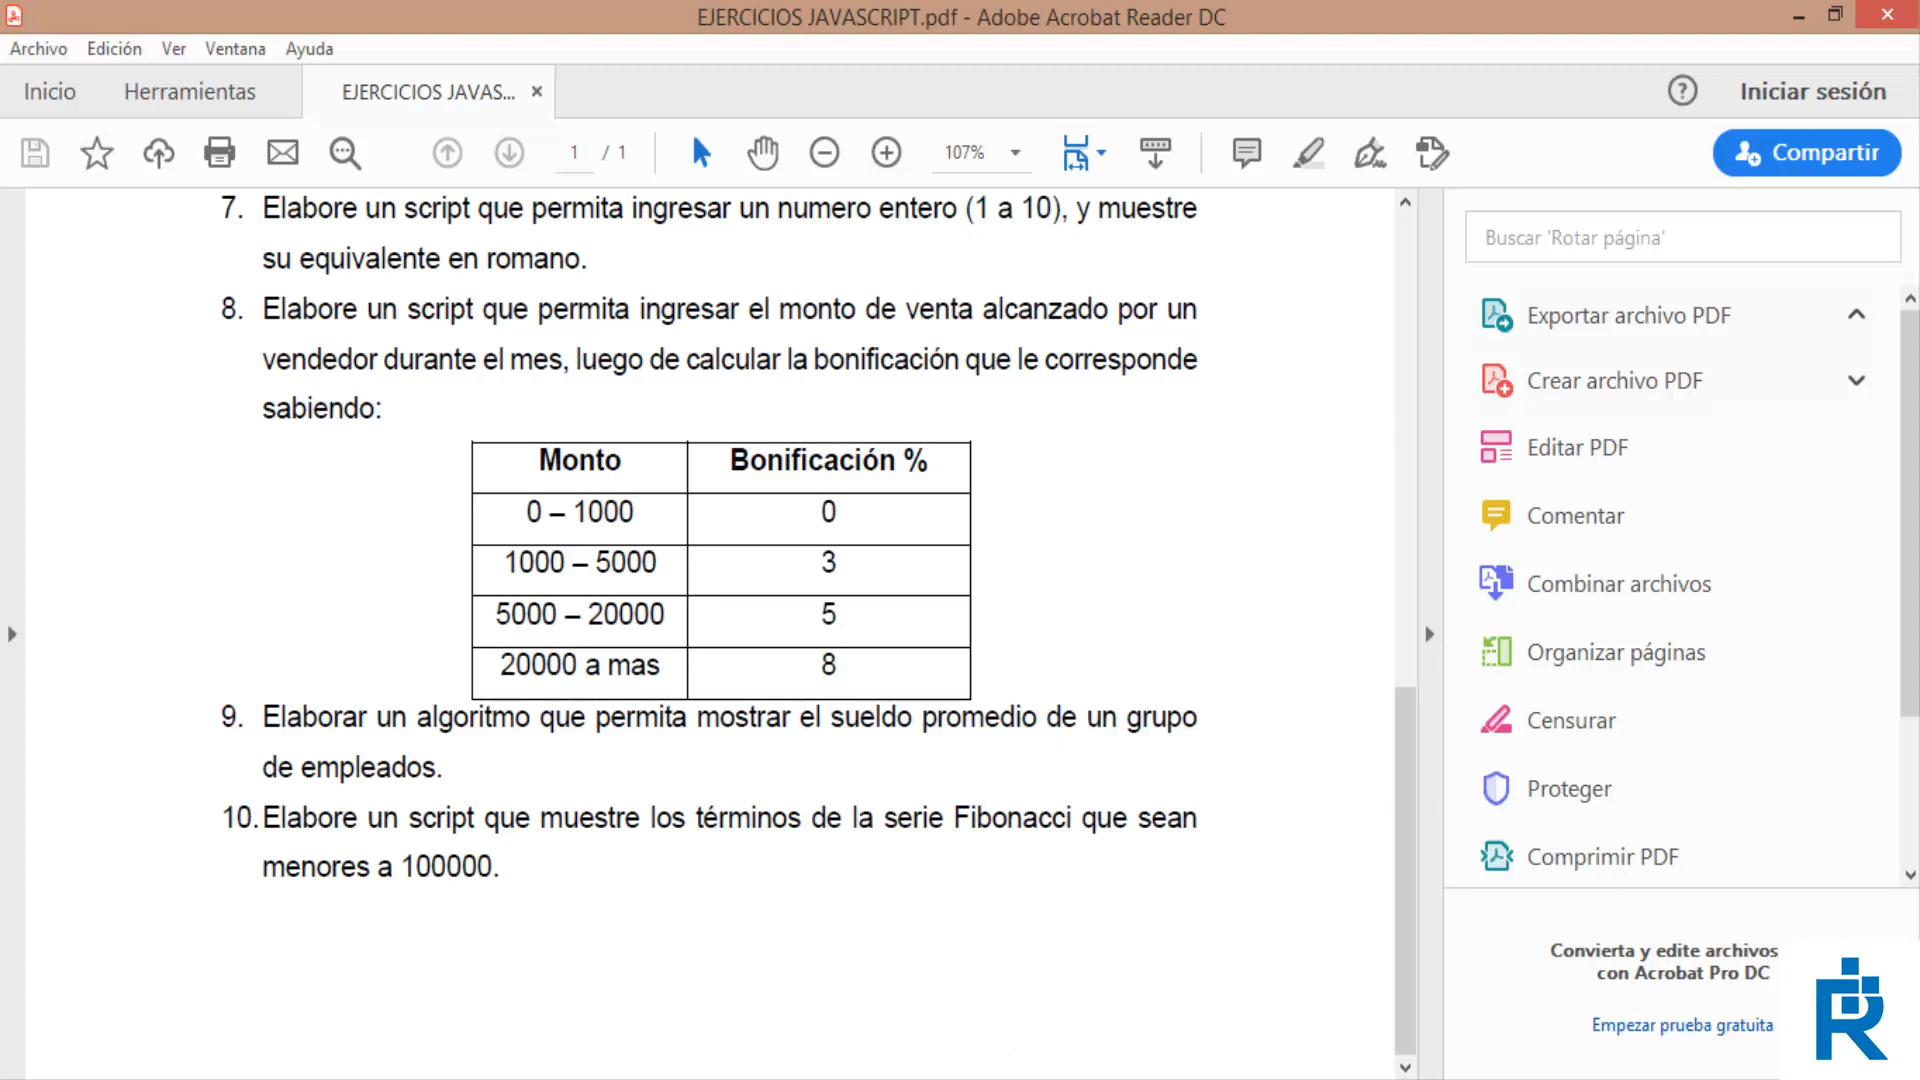 EJERCICIOS JAVASCRIPT.pdf - Adobe Acrobat Reader DC
Archivo Edición Ver Ventana Ayuda
Inicio Herramientas EJERCICIOS JAVAS... × Iniciar sesión
1 / 1 107% Compartir
7. Elabore un script que permita ingresar un numero entero (1 a 10), y muestre
su equivalente en romano.
8. Elabore un script que permita ingresar el monto de venta alcanzado por un
vendedor durante el mes, luego de calcular la bonificación que le corresponde
sabiendo:
Monto Bonificación %
0 – 1000 0
1000 – 5000 3
5000 – 20000 5
20000 a mas 8
9. Elaborar un algoritmo que permita mostrar el sueldo promedio de un grupo
de empleados.
10. Elabore un script que muestre los términos de la serie Fibonacci que sean
menores a 100000.
Buscar 'Rotar página'
Exportar archivo PDF
Crear archivo PDF
Editar PDF
Comentar
Combinar archivos
Organizar páginas
Censurar
Proteger
Comprimir PDF
Convierta y edite archivos
con Acrobat Pro DC
Empezar prueba gratuita